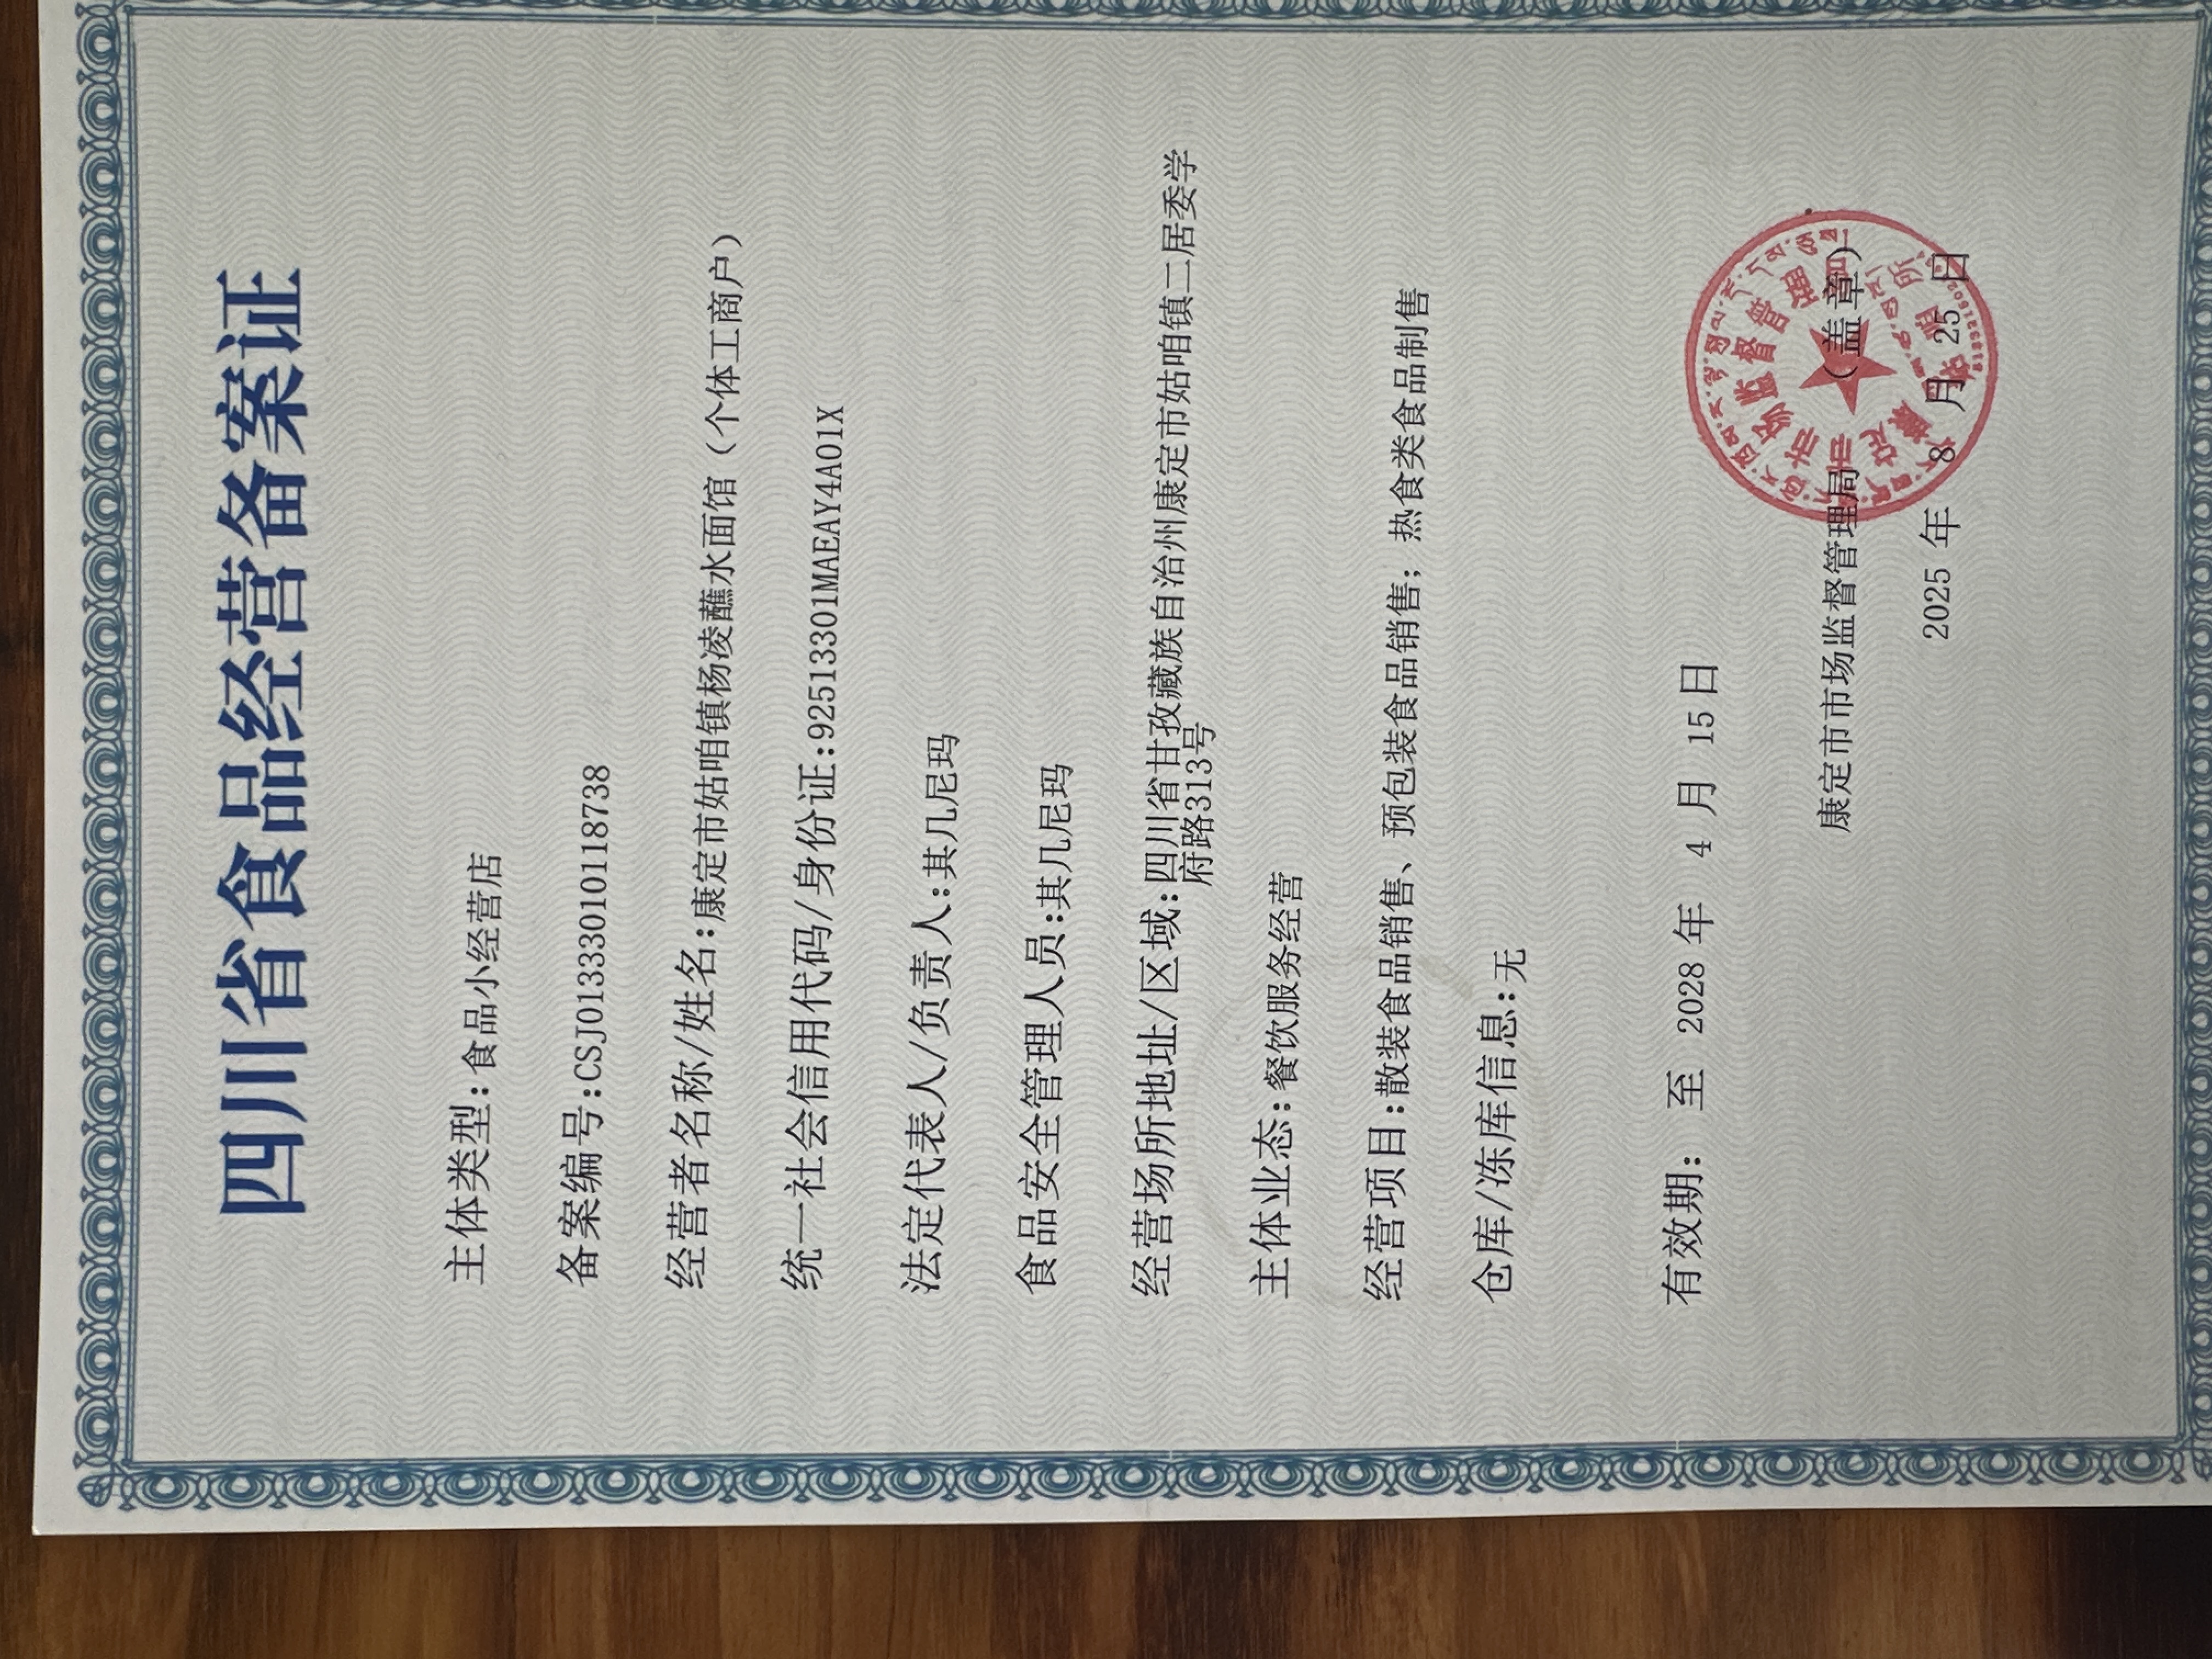 四川省食品经营备案证
主体类型:食品小经营店
备案编号:CSJ01333010118738
经营者名称/姓名:康定市姑咱镇杨凌蘸水面馆（个体工商户）
统一社会信用代码/身份证:92513301MAEAY4A01X
法定代表人/负责人:其几尼玛
食品安全管理人员:其几尼玛
经营场所地址/区域:四川省甘孜藏族自治州康定市姑咱镇二居委学
府路313号
主体业态:餐饮服务经营
经营项目:散装食品销售、预包装食品销售；热食类食品制售
仓库/冻库信息:无
有效期: 至 2028 年 4 月 15 日
康定市市场监督管理局 （盖章）
2025 年 8 月 25 日